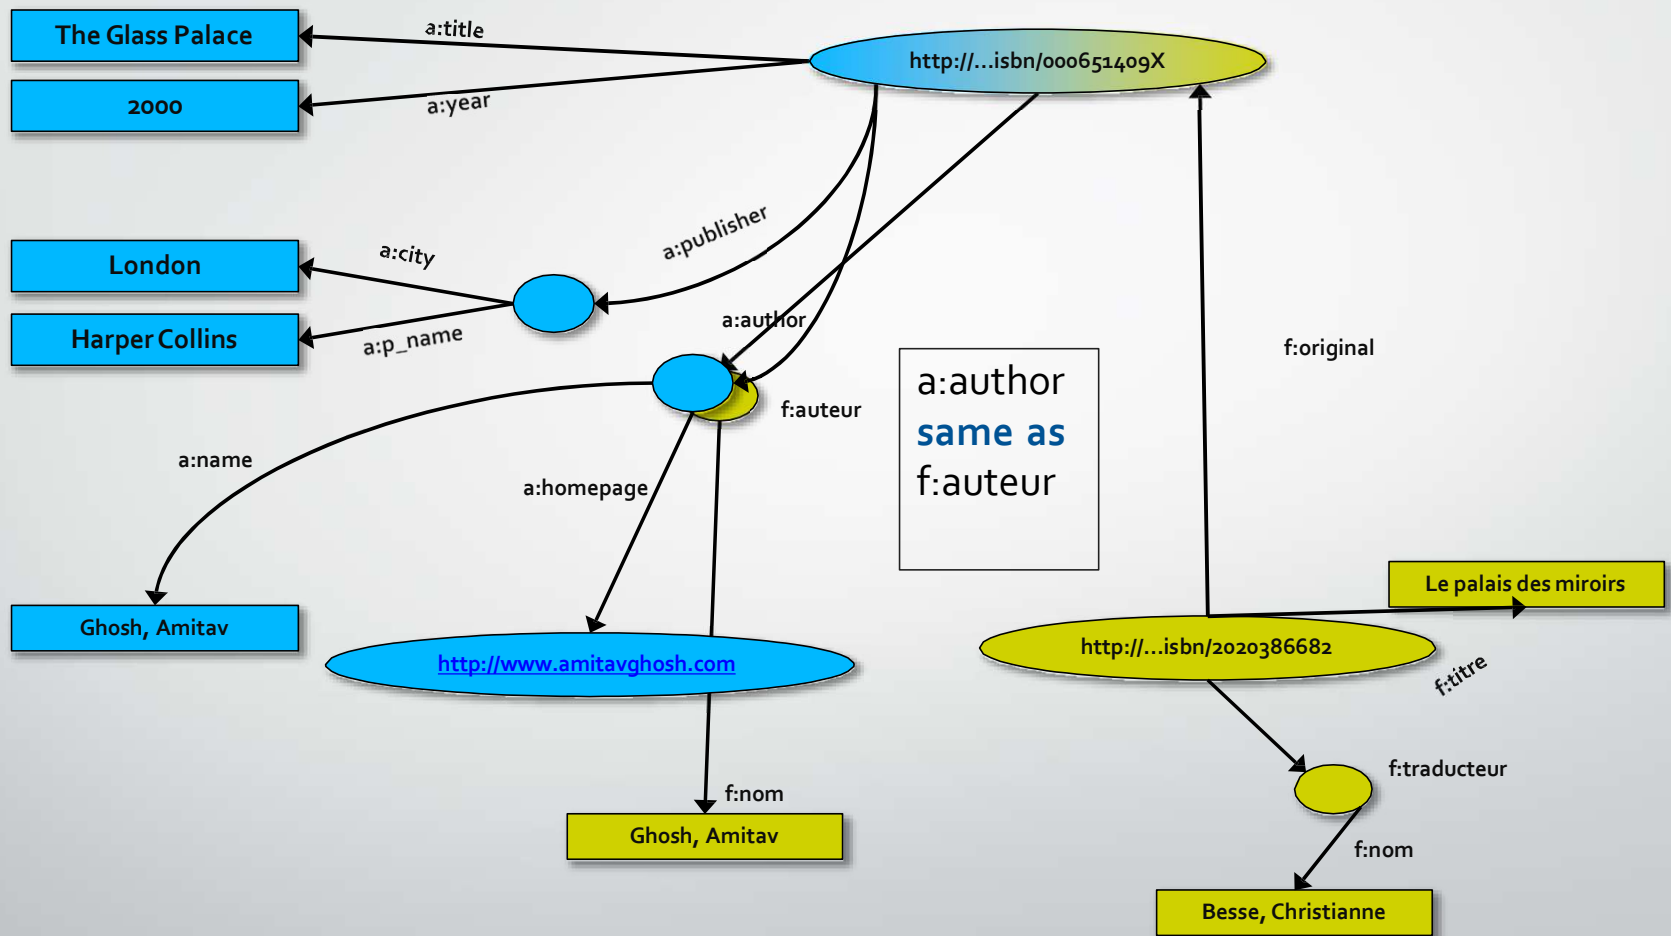 The Glass Palace
a:title
http://...isbn/000651409X
2000
a:year
a:publisher
London
a:city
Harper Collins
a:p_name
a:author
f:original
a:author
same as
f:auteur
f:auteur
a:name
a:homepage
Le palais des miroirs
Ghosh, Amitav
http://www.amitavghosh.com
http://...isbn/2020386682
f:titre
f:traducteur
f:nom
Ghosh, Amitav
f:nom
Besse, Christianne